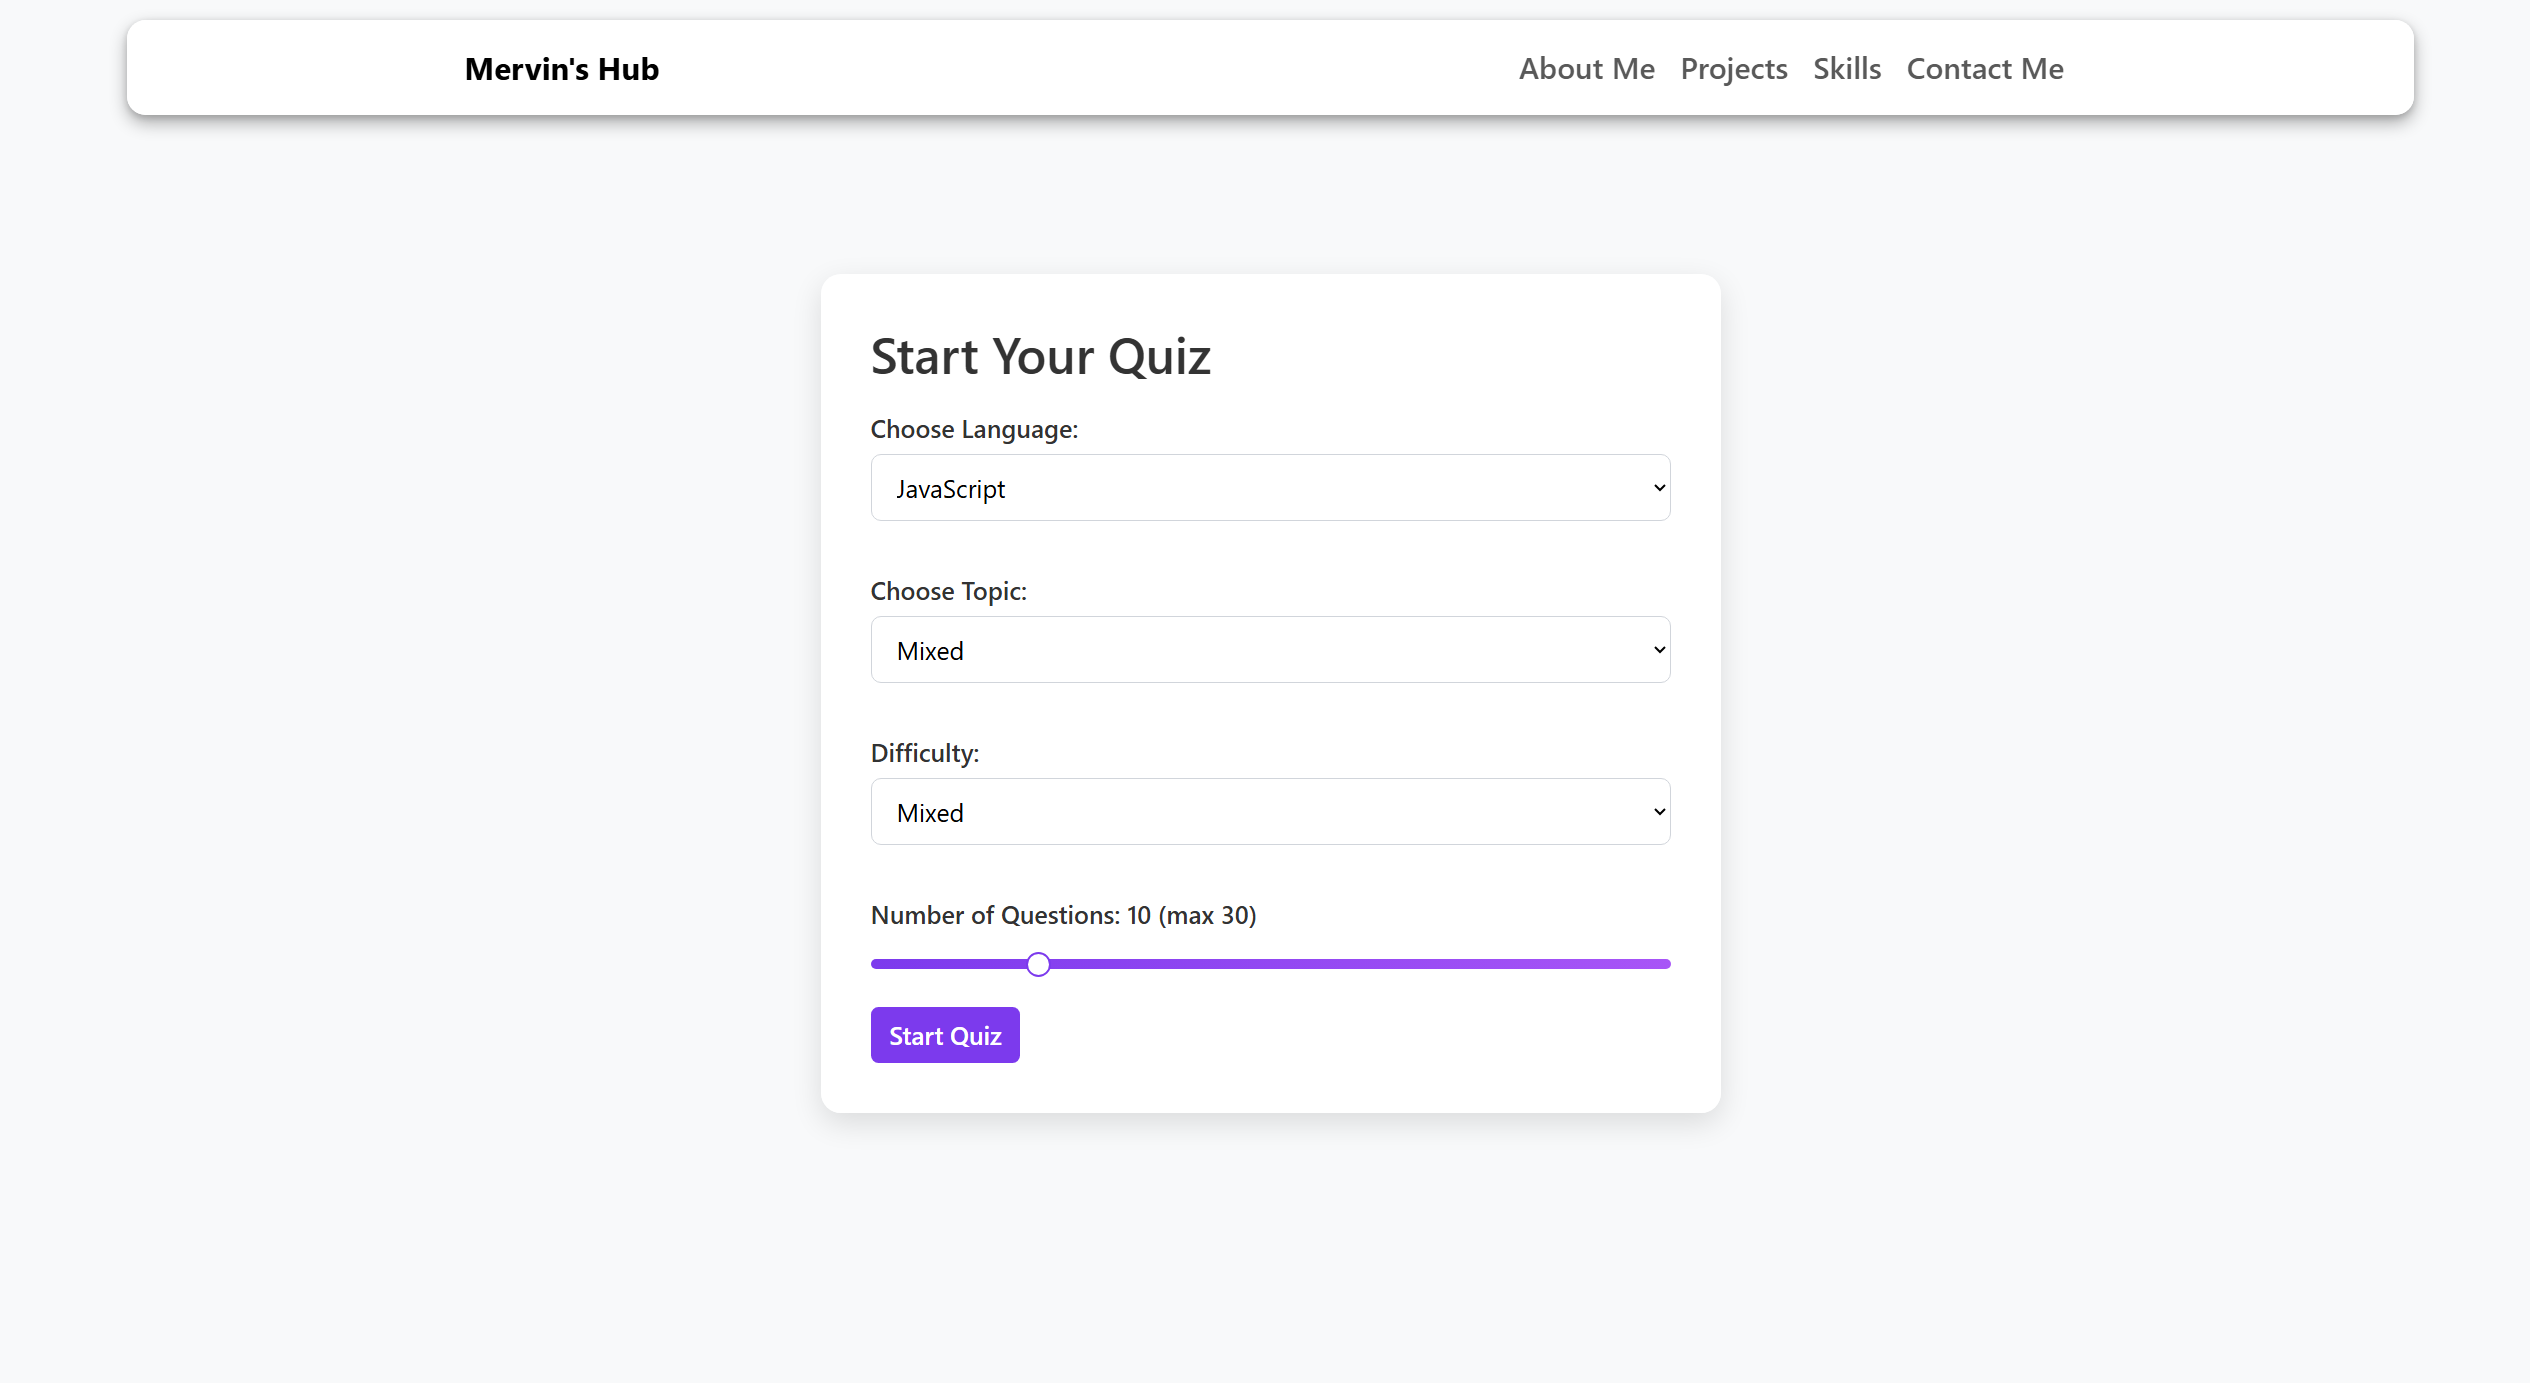 Mervin's Hub
About Me Projects Skills Contact Me
Start Your Quiz
Choose Language:
JavaScript
Choose Topic:
Mixed
Difficulty:
Mixed
Number of Questions: 10 (max 30)
Start Quiz